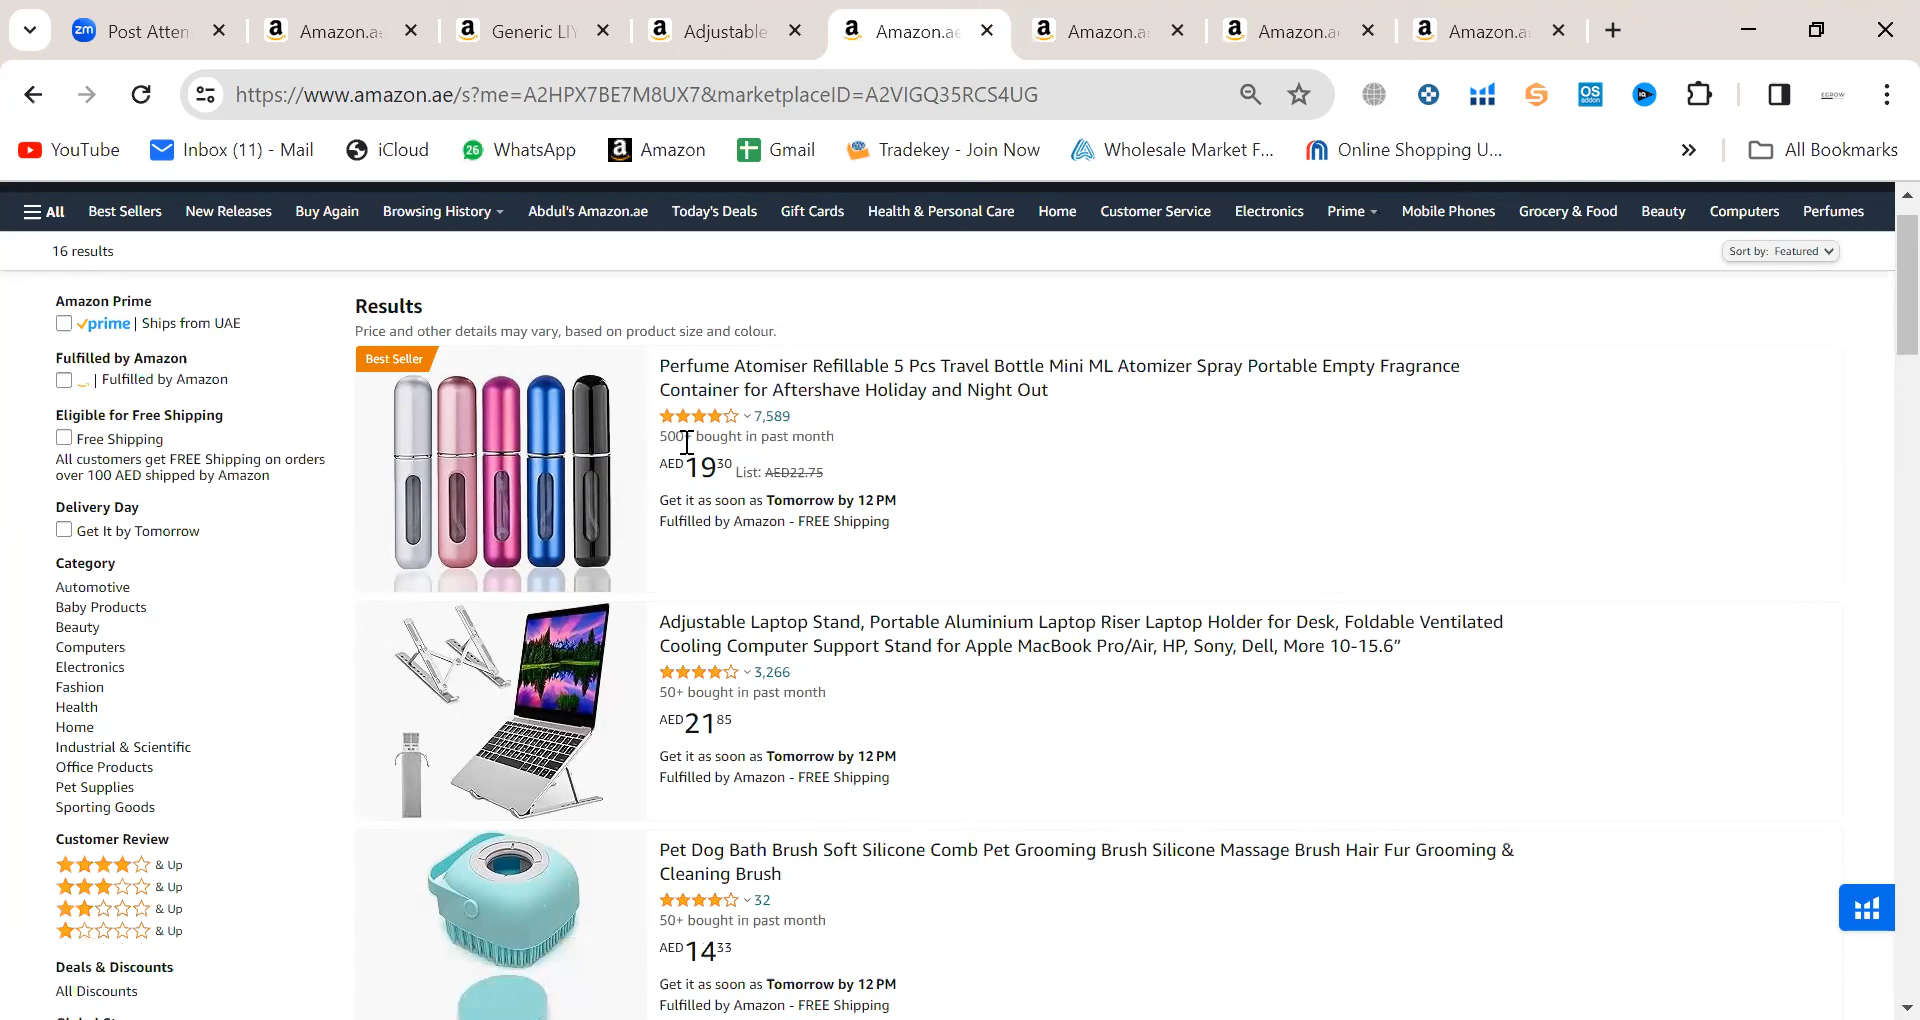 Post Atten
Amazon.a
Generic LI
Adjustable
Amazon.ae
Amazon.a
Amazon.a
Amazon.a
https://www.amazon.ae/s?me=A2HPX7BE7M8UX7&marketplaceID=A2VIGQ35RCS4UG
YouTube
Inbox (11) - Mail
iCloud
WhatsApp
Amazon
Gmail
Tradekey - Join Now
Wholesale Market F...
Online Shopping U...
All Bookmarks
All
Best Sellers
New Releases
Buy Again
Browsing History
Abdul's Amazon.ae
Today's Deals
Gift Cards
Health & Personal Care
Home
Customer Service
Electronics
Prime
Mobile Phones
Grocery & Food
Beauty
Computers
Perfumes
16 results
Sort by: Featured
Amazon Prime
prime | Ships from UAE
Fulfilled by Amazon
| Fulfilled by Amazon
Eligible for Free Shipping
Free Shipping
All customers get FREE Shipping on orders
over 100 AED shipped by Amazon
Delivery Day
Get It by Tomorrow
Category
Automotive
Baby Products
Beauty
Computers
Electronics
Fashion
Health
Home
Industrial & Scientific
Office Products
Pet Supplies
Sporting Goods
Customer Review
& Up
& Up
& Up
& Up
Deals & Discounts
All Discounts
Results
Price and other details may vary, based on product size and colour.
Best Seller
Perfume Atomiser Refillable 5 Pcs Travel Bottle Mini ML Atomizer Spray Portable Empty Fragrance
Container for Aftershave Holiday and Night Out
7,589
500+ bought in past month
AED19 30 List: AED22.75
Get it as soon as Tomorrow by 12 PM
Fulfilled by Amazon - FREE Shipping
Adjustable Laptop Stand, Portable Aluminium Laptop Riser Laptop Holder for Desk, Foldable Ventilated
Cooling Computer Support Stand for Apple MacBook Pro/Air, HP, Sony, Dell, More 10-15.6”
3,266
50+ bought in past month
AED21 85
Get it as soon as Tomorrow by 12 PM
Fulfilled by Amazon - FREE Shipping
Pet Dog Bath Brush Soft Silicone Comb Pet Grooming Brush Silicone Massage Brush Hair Fur Grooming &
Cleaning Brush
32
50+ bought in past month
AED14 33
Get it as soon as Tomorrow by 12 PM
Fulfilled by Amazon - FREE Shipping